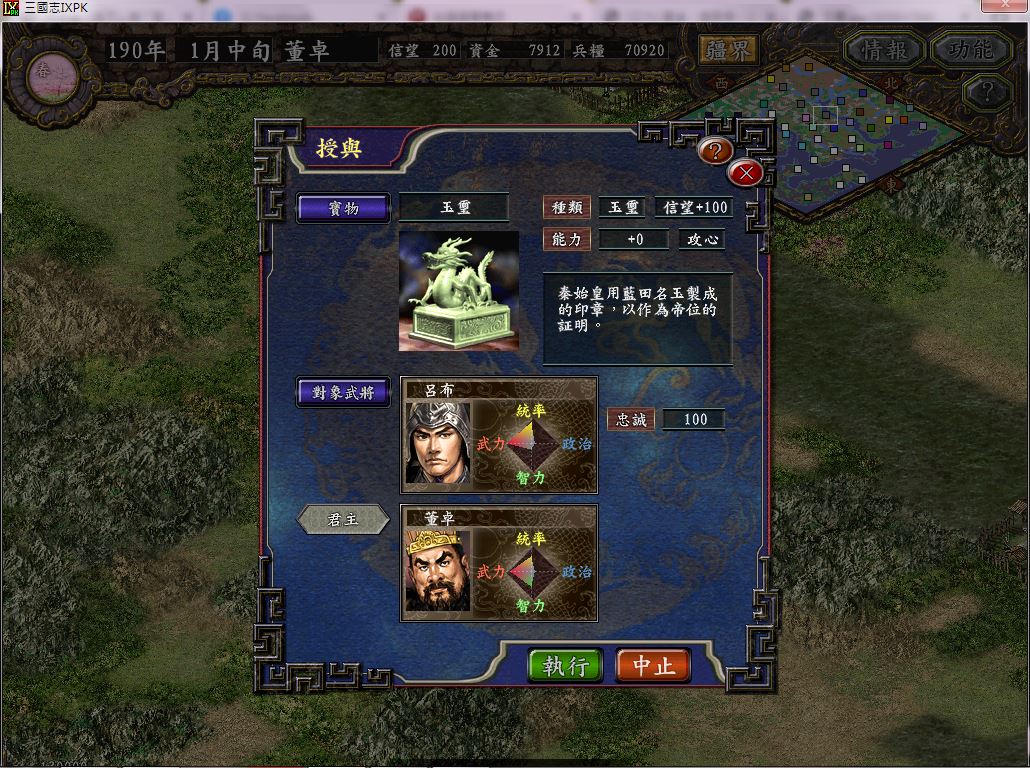 三國志IXPK
190年 1月中旬 董卓 信望 200 資金 7912 兵糧 70920 疆界 情報 功能
春 西 北 ?
東
授與 ?
寶物 玉璽 種類 玉璽 信望+100
能力 +0 攻心
秦始皇用藍田名玉製成
的印章，以作為帝位的
証明。
對象武將 呂布
統率
武力 政治
智力
忠誠 100
君主 董卓
統率
武力 政治
智力
執行 中止